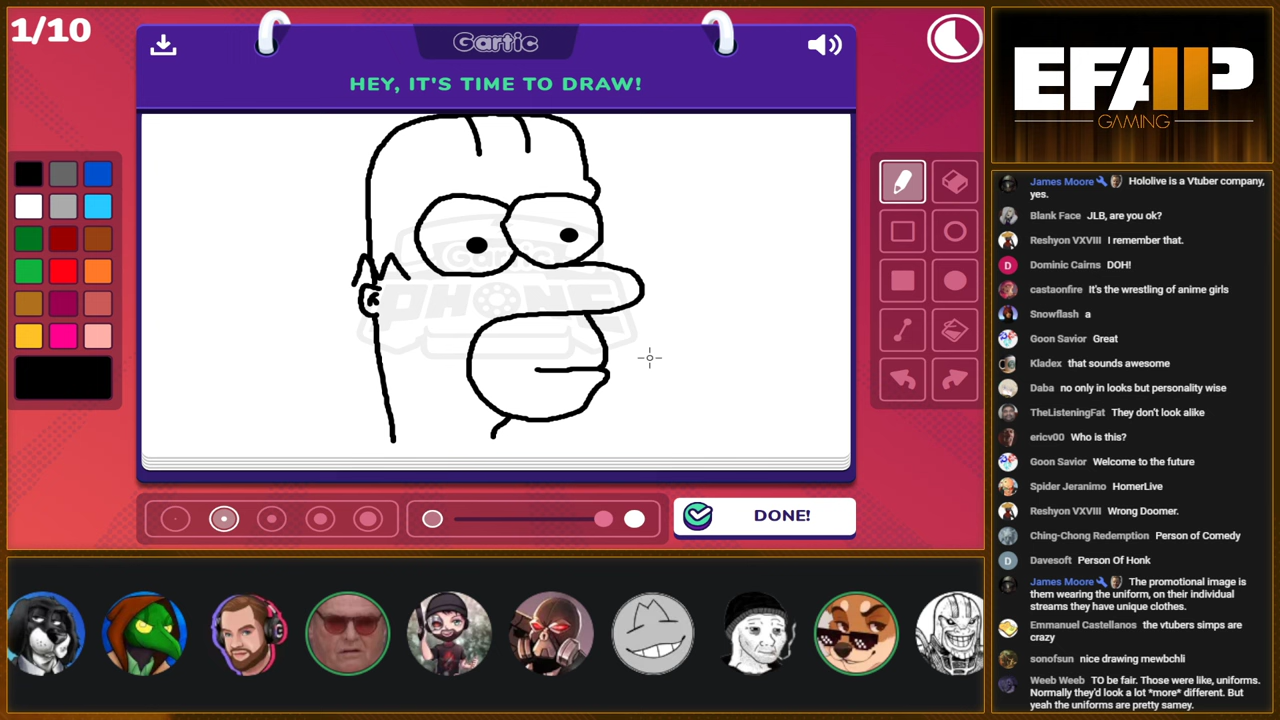 1/10
Gartic
HEY, IT'S TIME TO DRAW!
Gartic
PHONE
DONE!
EFAP
GAMING
James Moore Hololive is a Vtuber company,
yes.
Blank Face JLB, are you ok?
Reshyon VXVIII I remember that.
D
Dominic Cairns DOH!
castaonfire It's the wrestling of anime girls
Snowflash a
Goon Savior Great
Kladex that sounds awesome
Daba no only in looks but personality wise
TheListeningFat They don't look alike
ericv00 Who is this?
Goon Savior Welcome to the future
Spider Jeranimo HomerLive
Reshyon VXVIII Wrong Doomer.
Ching-Chong Redemption Person of Comedy
D
Davesoft Person Of Honk
James Moore The promotional image is
them wearing the uniform, on their individual
streams they have unique clothes.
Emmanuel Castellanos the vtubers simps are
crazy
sonofsun nice drawing mewbchli
Weeb Weeb TO be fair. Those were like, uniforms.
Normally they'd look a lot *more* different. But
yeah the uniforms are pretty samey.